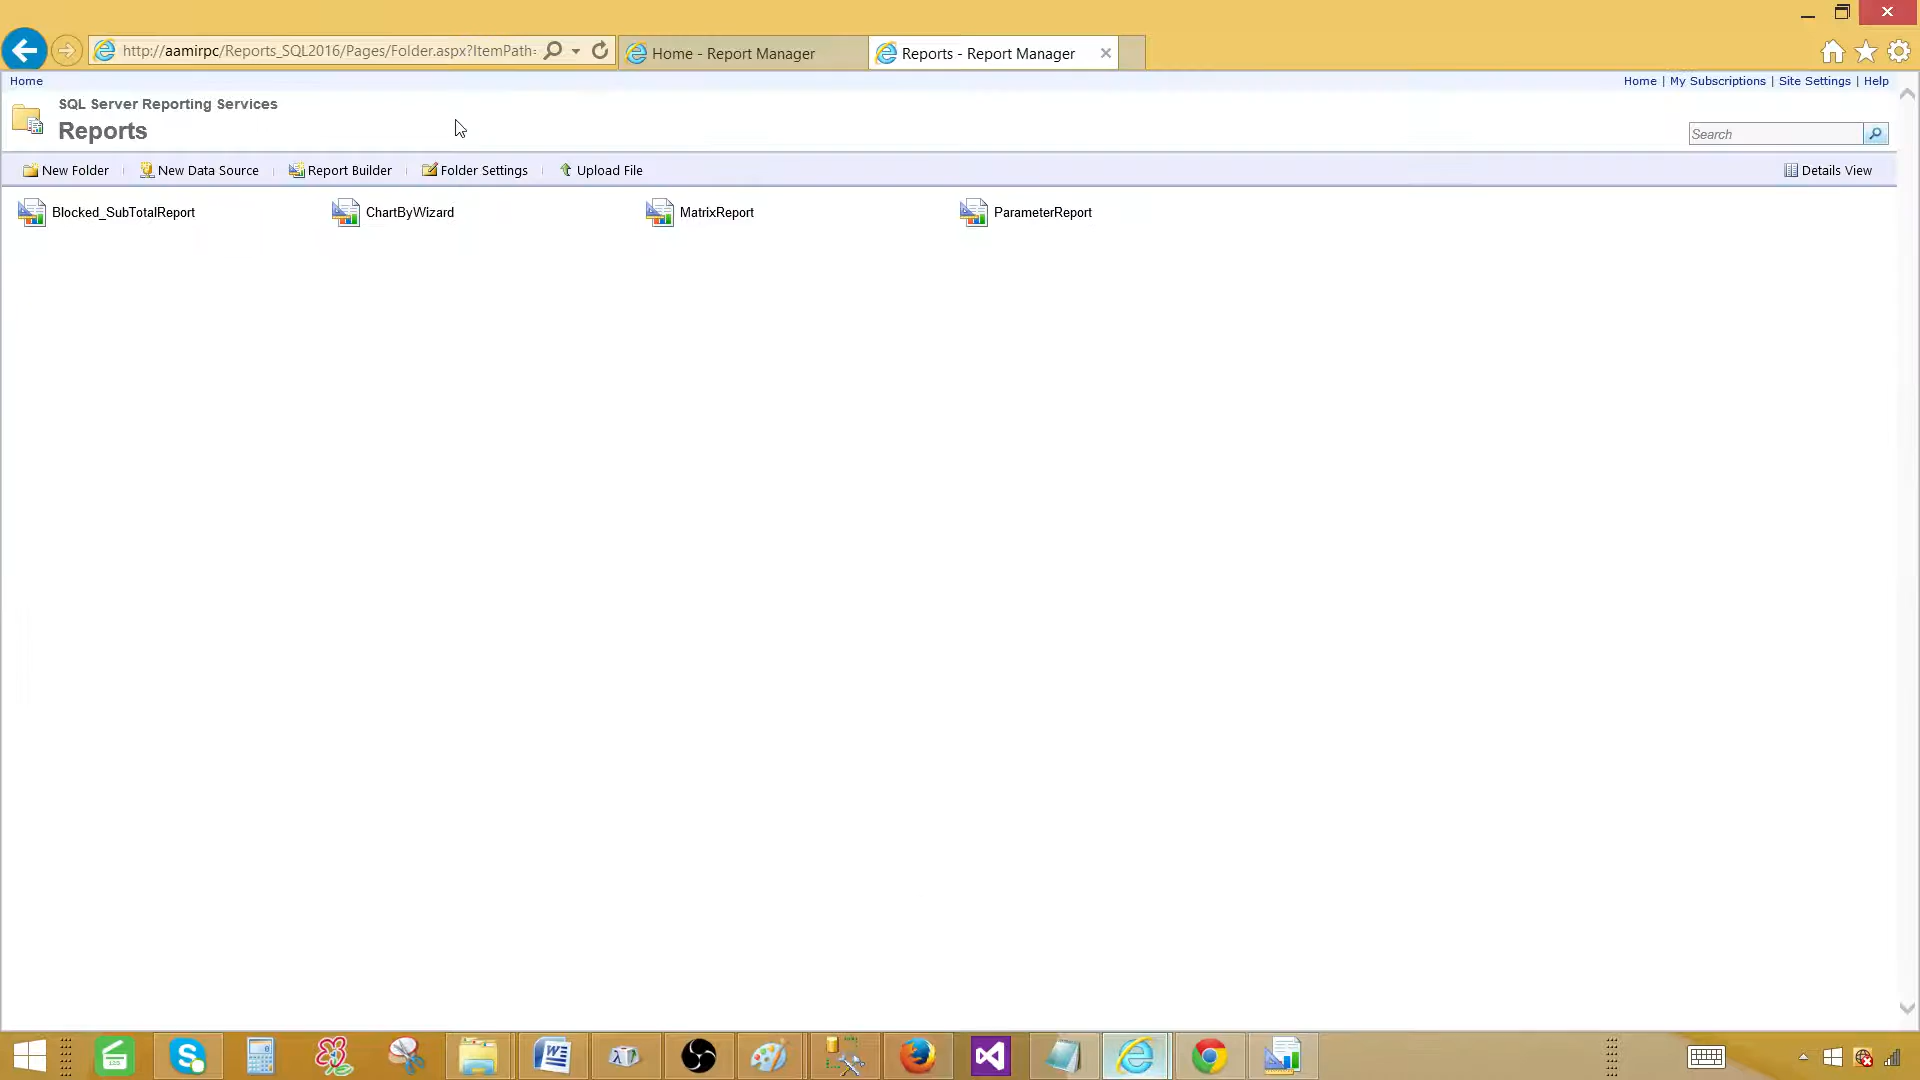 http://aamirpc/Reports_SQL2016/Pages/Folder.aspx?ItemPath=
Home - Report Manager
Reports - Report Manager
Home
Home | My Subscriptions | Site Settings | Help
SQL Server Reporting Services
Reports
Search
New Folder
New Data Source
Report Builder
Folder Settings
Upload File
Details View
Blocked_SubTotalReport
ChartByWizard
MatrixReport
ParameterReport